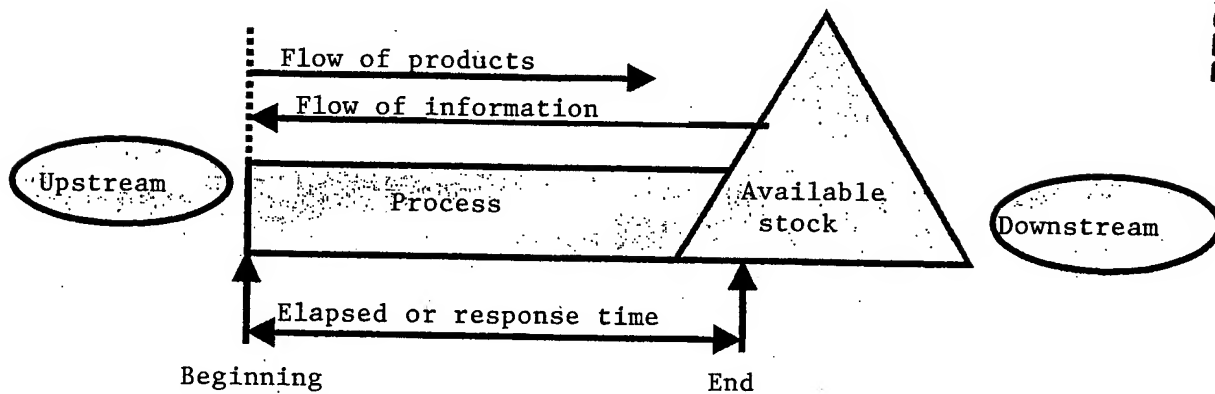 Flow of products
Flow of information
Upstream
Process
Available
stock
Downstream
Elapsed or response time
Beginning
End